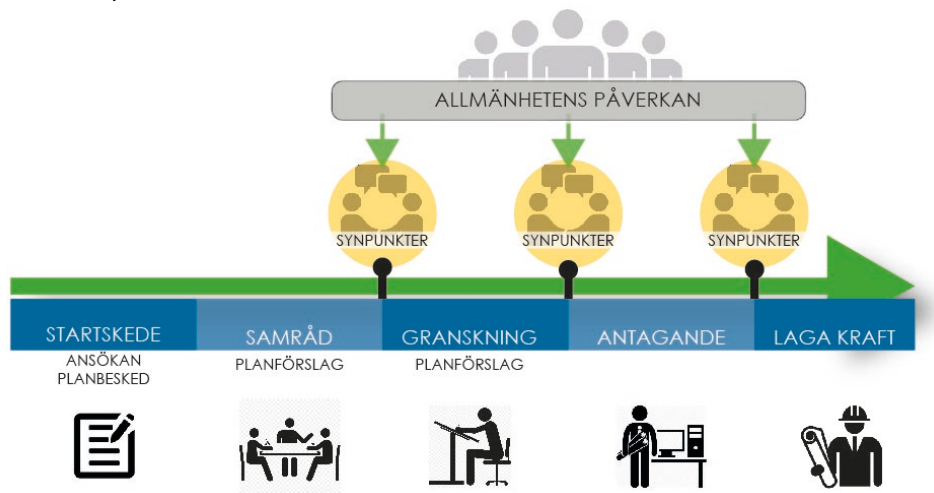 ALLMÄNHETENS PÅVERKAN
SYNPUNKTER
SYNPUNKTER
SYNPUNKTER
STARTSKEDE
SAMRÅD
GRANSKNING
ANTAGANDE
LAGA KRAFT
ANSÖKAN
PLANBESKED
PLANFÖRSLAG
PLANFÖRSLAG